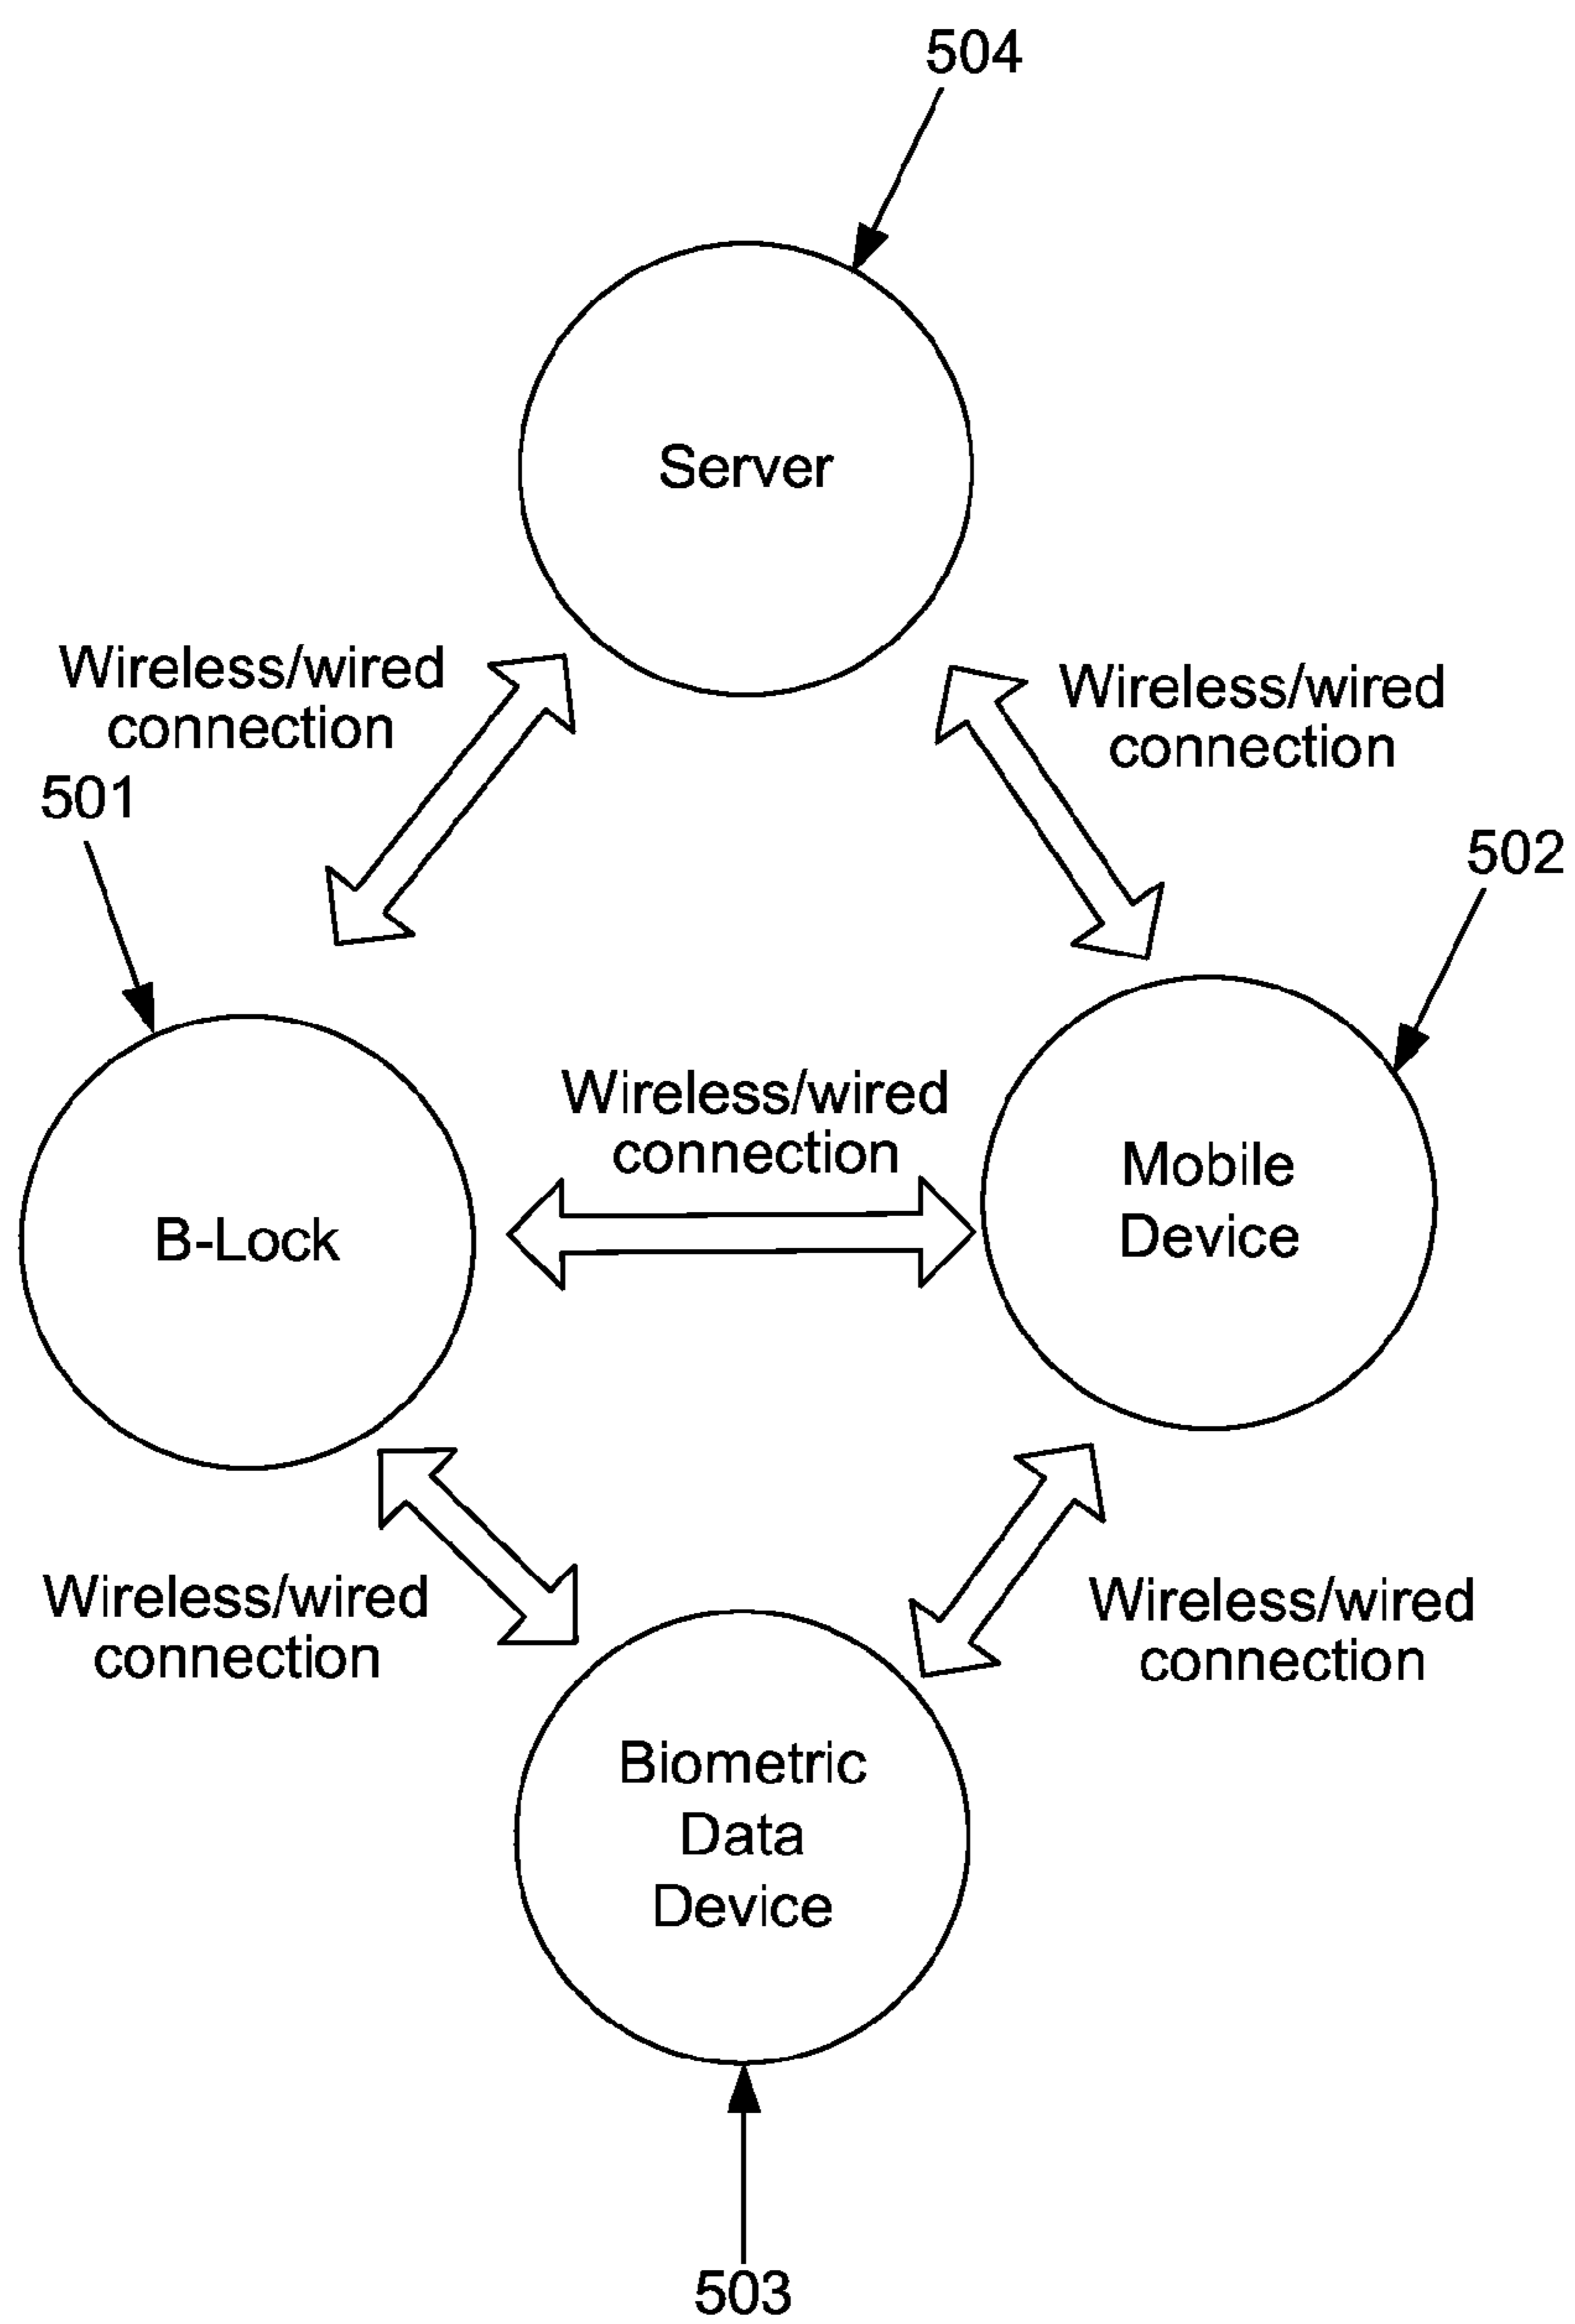 504
Server
Wireless/wired
connection
Wireless/wired
connection
501
502
Wireless/wired
connection
Mobile
Device
B-Lock
Wireless/wired
connection
Wireless/wired
connection
Biometric
Data
Device
503